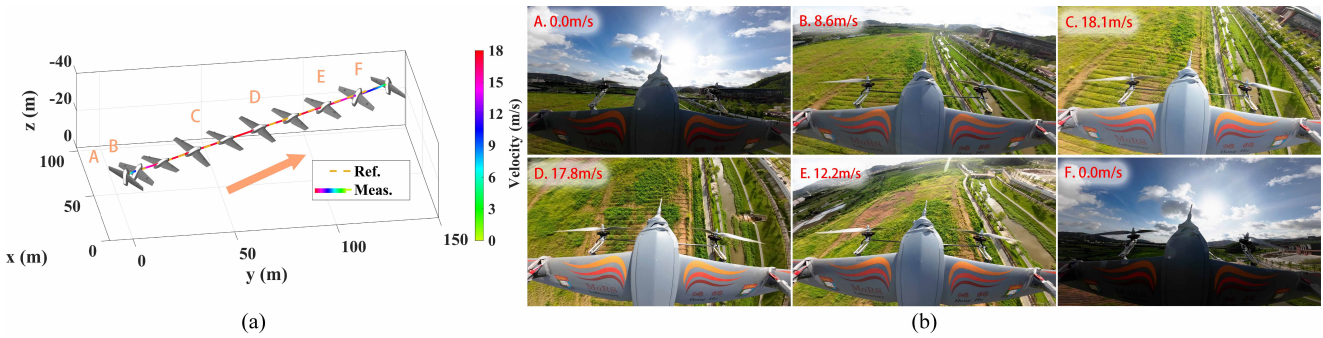 (a)
-40
-20
0
z (m)
100
50
0
x (m)
0
50
100
150
y (m)
A
B
C
D
E
F
Ref.
Meas.
18
15
12
9
6
3
0
Velocity (m/s)
(b)
A. 0.0m/s
B. 8.6m/s
C. 18.1m/s
D. 17.8m/s
E. 12.2m/s
F. 0.0m/s
MaRS